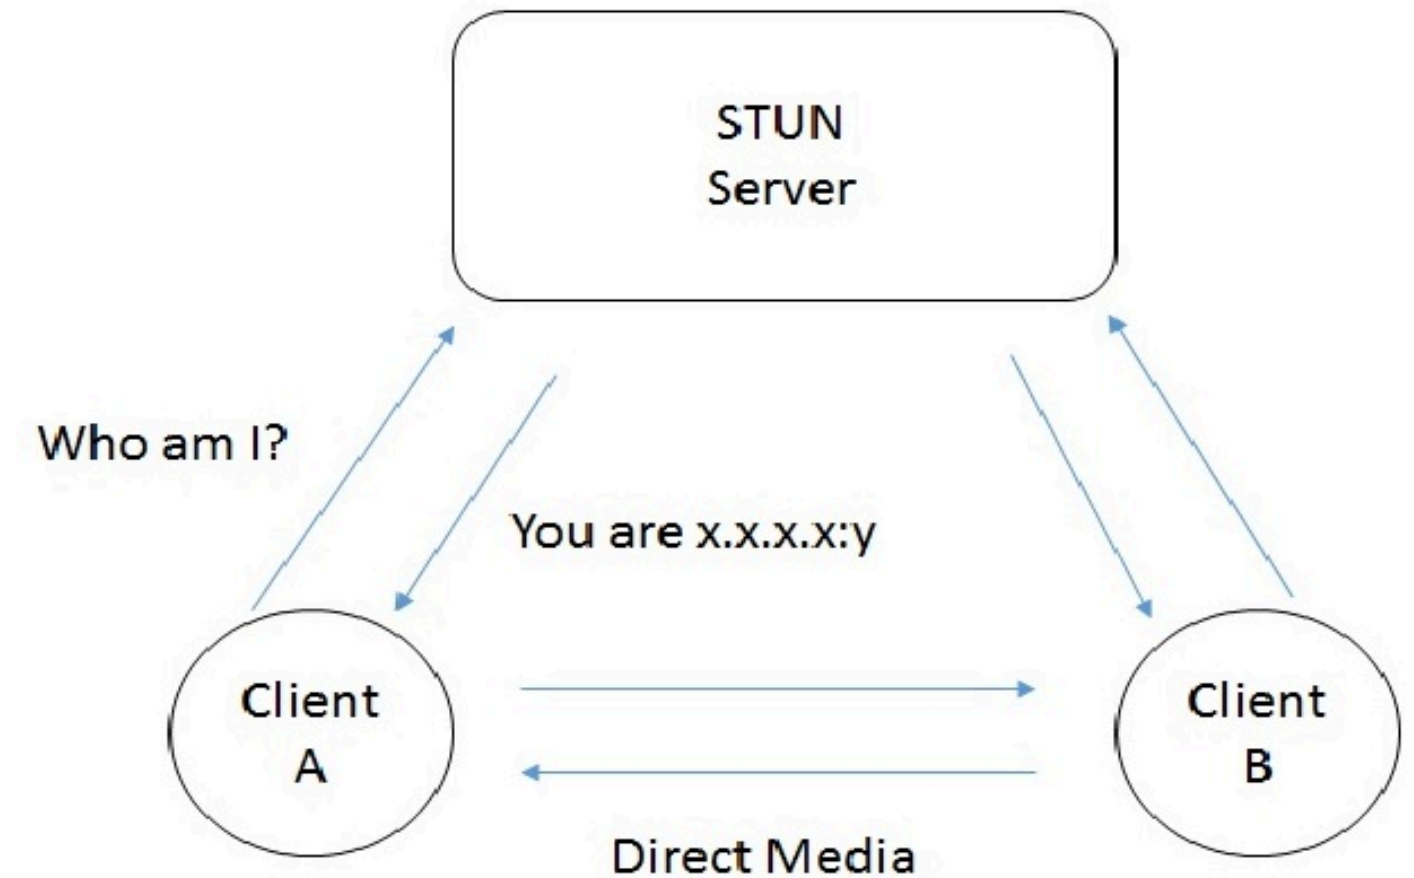 STUN
Server
Who am I?
You are x.x.x.x:y
Client
A
Client
B
Direct Media